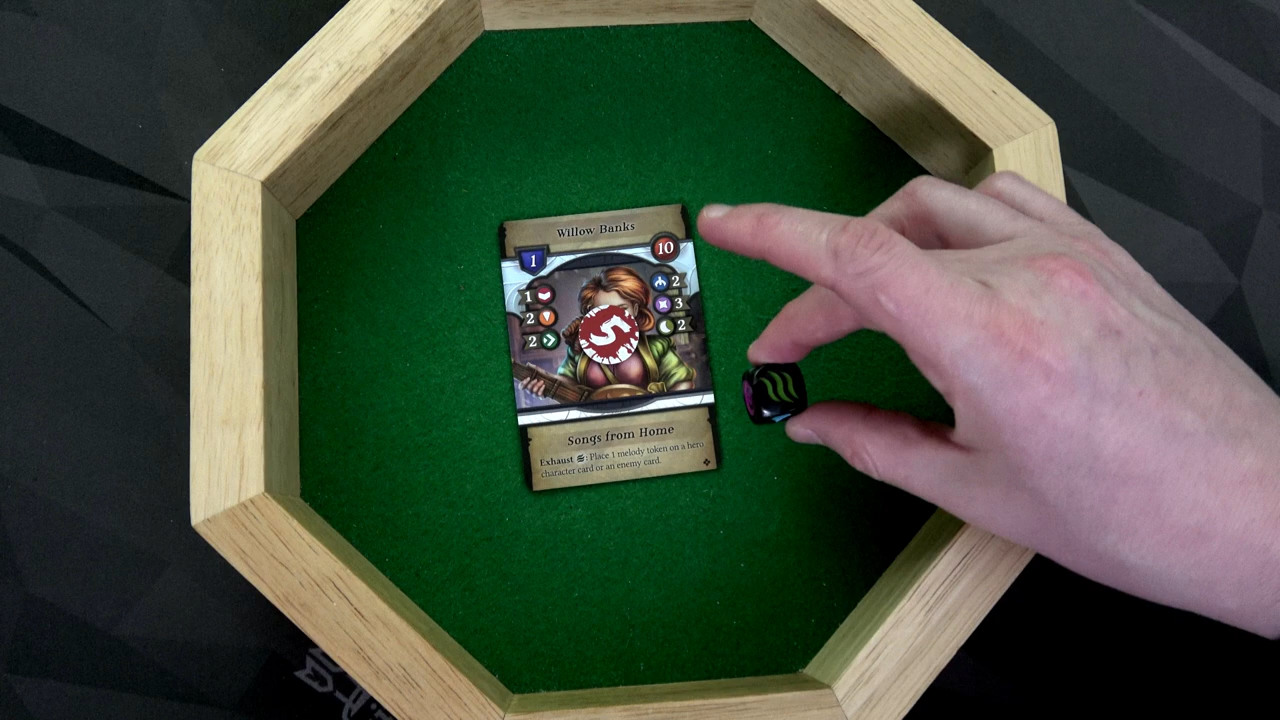 Willow Banks
1 10
1 2
2 3
2 2
5
Songs from Home
Exhaust : Place 1 melody token on a hero
character card or an enemy card.